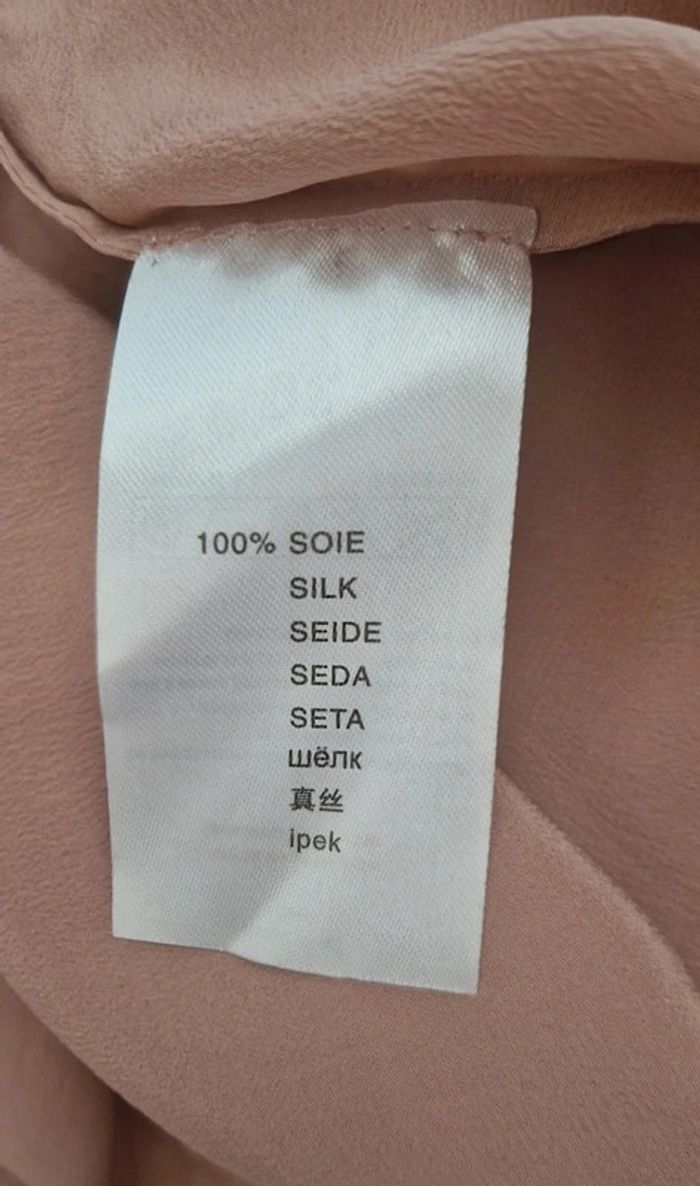 100% SOIE
SILK
SEIDE
SEDA
SETA
шёлк
真丝
ipek